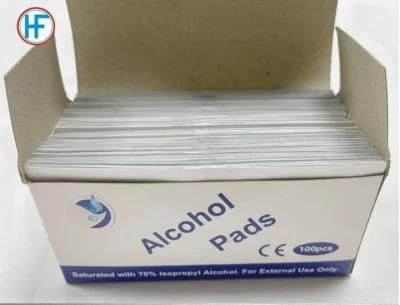 HF
Alcohol
Pads
CE 100pcs
Saturated with 70% Isopropyl Alcohol. For External Use Only.